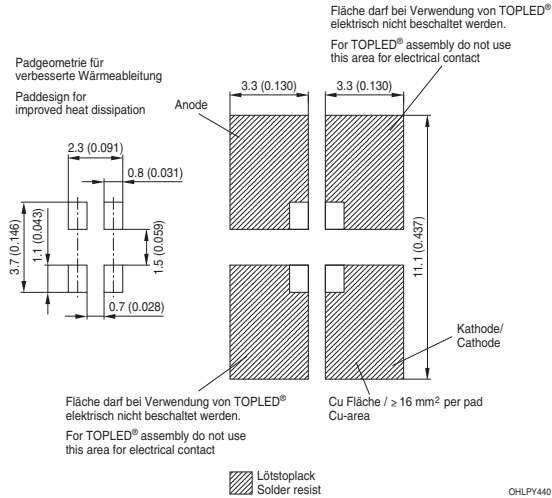 Fläche darf bei Verwendung von TOPLED®
elektrisch nicht beschaltet werden.
For TOPLED® assembly do not use
this area for electrical contact
Padgeometrie für
verbesserte Wärmeableitung
Paddesign for
improved heat dissipation
Anode
3.3 (0.130)
3.3 (0.130)
2.3 (0.091)
0.8 (0.031)
3.7 (0.146)
1.1 (0.043)
1.5 (0.059)
11.1 (0.437)
0.7 (0.028)
Kathode/
Cathode
Fläche darf bei Verwendung von TOPLED®
elektrisch nicht beschaltet werden.
For TOPLED® assembly do not use
this area for electrical contact
Cu Fläche / ≥ 16 mm² per pad
Cu-area
Lötstoplack
Solder resist
OHLPY440